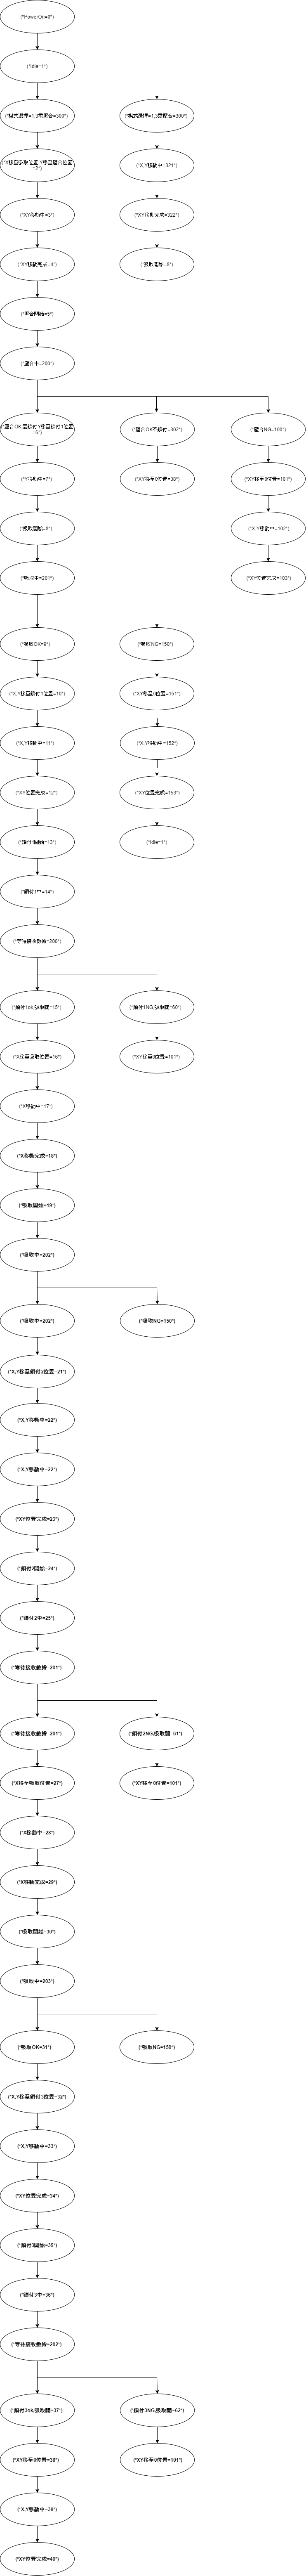 ("PowerOn=0")
("Idle=1")
("模式選擇=1,3需壓合=300")
("模式選擇=1,3需壓合=300")
("X移至吸取位置,Y移至壓合位置
=2")
("X,Y移動中=321")
("XY移動中=3")
("XY移動完成=322")
("XY移動完成=4")
("吸取開始=8")
("壓合開始=5")
("壓合中=200")
("壓合OK,需鎖付Y移至鎖付1位置
=6")
("壓合OK不鎖付=302")
("壓合NG=100")
("Y移動中=7")
("XY移至0位置=38")
("XY移至0位置=101")
("吸取開始=8")
("X,Y移動中=102")
("吸取中=201")
("XY位置完成=103")
("吸取OK=9")
("吸取NG=150")
("X,Y移至鎖付1位置=10")
("XY移至0位置=151")
("X,Y移動中=11")
("X,Y移動中=152")
("XY位置完成=12")
("XY位置完成=153")
("鎖付1開始=13")
("Idle=1")
("鎖付1中=14")
("等待接收數據=200")
("鎖付1ok,吸取關=15")
("鎖付1NG,吸取關=60")
("X移至吸取位置=16")
("XY移至0位置=101")
("X移動中=17")
("X移動完成=18")
("吸取開始=19")
("吸取中=202")
("吸取中=202")
("吸取NG=150")
("X,Y移至鎖付2位置=21")
("X,Y移動中=22")
("X,Y移動中=22")
("XY位置完成=23")
("鎖付2開始=24")
("鎖付2中=25")
("等待接收數據=201")
("等待接收數據=201")
("鎖付2NG,吸取關=61")
("X移至吸取位置=27")
("XY移至0位置=101")
("X移動中=28")
("X移動完成=29")
("吸取開始=30")
("吸取中=203")
("吸取OK=31")
("吸取NG=150")
("X,Y移至鎖付3位置=32")
("X,Y移動中=33")
("XY位置完成=34")
("鎖付3開始=35")
("鎖付3中=36")
("等待接收數據=202")
("鎖付3ok,吸取關=37")
("鎖付3NG,吸取關=62")
("XY移至0位置=38")
("XY移至0位置=101")
("X,Y移動中=39")
("XY位置完成=40")